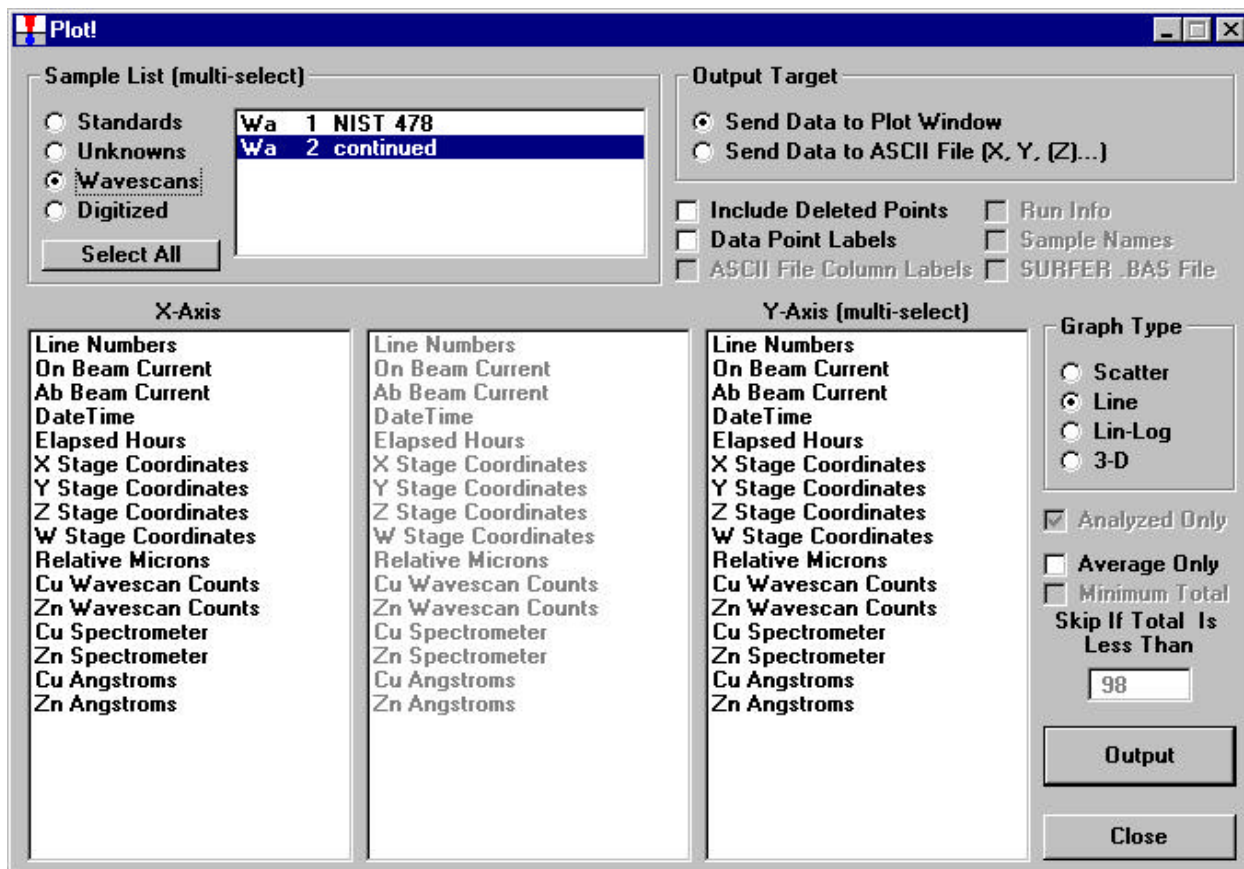 Plot!
Sample List (multi-select)
Standards
Unknowns
Wavescans
Digitized
Select All
Wa 1 NIST 478
Wa 2 continued
Output Target
Send Data to Plot Window
Send Data to ASCII File (X, Y, (Z)...)
Include Deleted Points
Data Point Labels
ASCII File Column Labels
Run Info
Sample Names
SURFER .BAS File
X-Axis
Line Numbers
On Beam Current
Ab Beam Current
DateTime
Elapsed Hours
X Stage Coordinates
Y Stage Coordinates
Z Stage Coordinates
W Stage Coordinates
Relative Microns
Cu Wavescan Counts
Zn Wavescan Counts
Cu Spectrometer
Zn Spectrometer
Cu Angstroms
Zn Angstroms
Line Numbers
On Beam Current
Ab Beam Current
DateTime
Elapsed Hours
X Stage Coordinates
Y Stage Coordinates
Z Stage Coordinates
W Stage Coordinates
Relative Microns
Cu Wavescan Counts
Zn Wavescan Counts
Cu Spectrometer
Zn Spectrometer
Cu Angstroms
Zn Angstroms
Y-Axis (multi-select)
Line Numbers
On Beam Current
Ab Beam Current
DateTime
Elapsed Hours
X Stage Coordinates
Y Stage Coordinates
Z Stage Coordinates
W Stage Coordinates
Relative Microns
Cu Wavescan Counts
Zn Wavescan Counts
Cu Spectrometer
Zn Spectrometer
Cu Angstroms
Zn Angstroms
Graph Type
Scatter
Line
Lin-Log
3-D
Analyzed Only
Average Only
Minimum Total
Skip If Total Is
Less Than
98
Output
Close